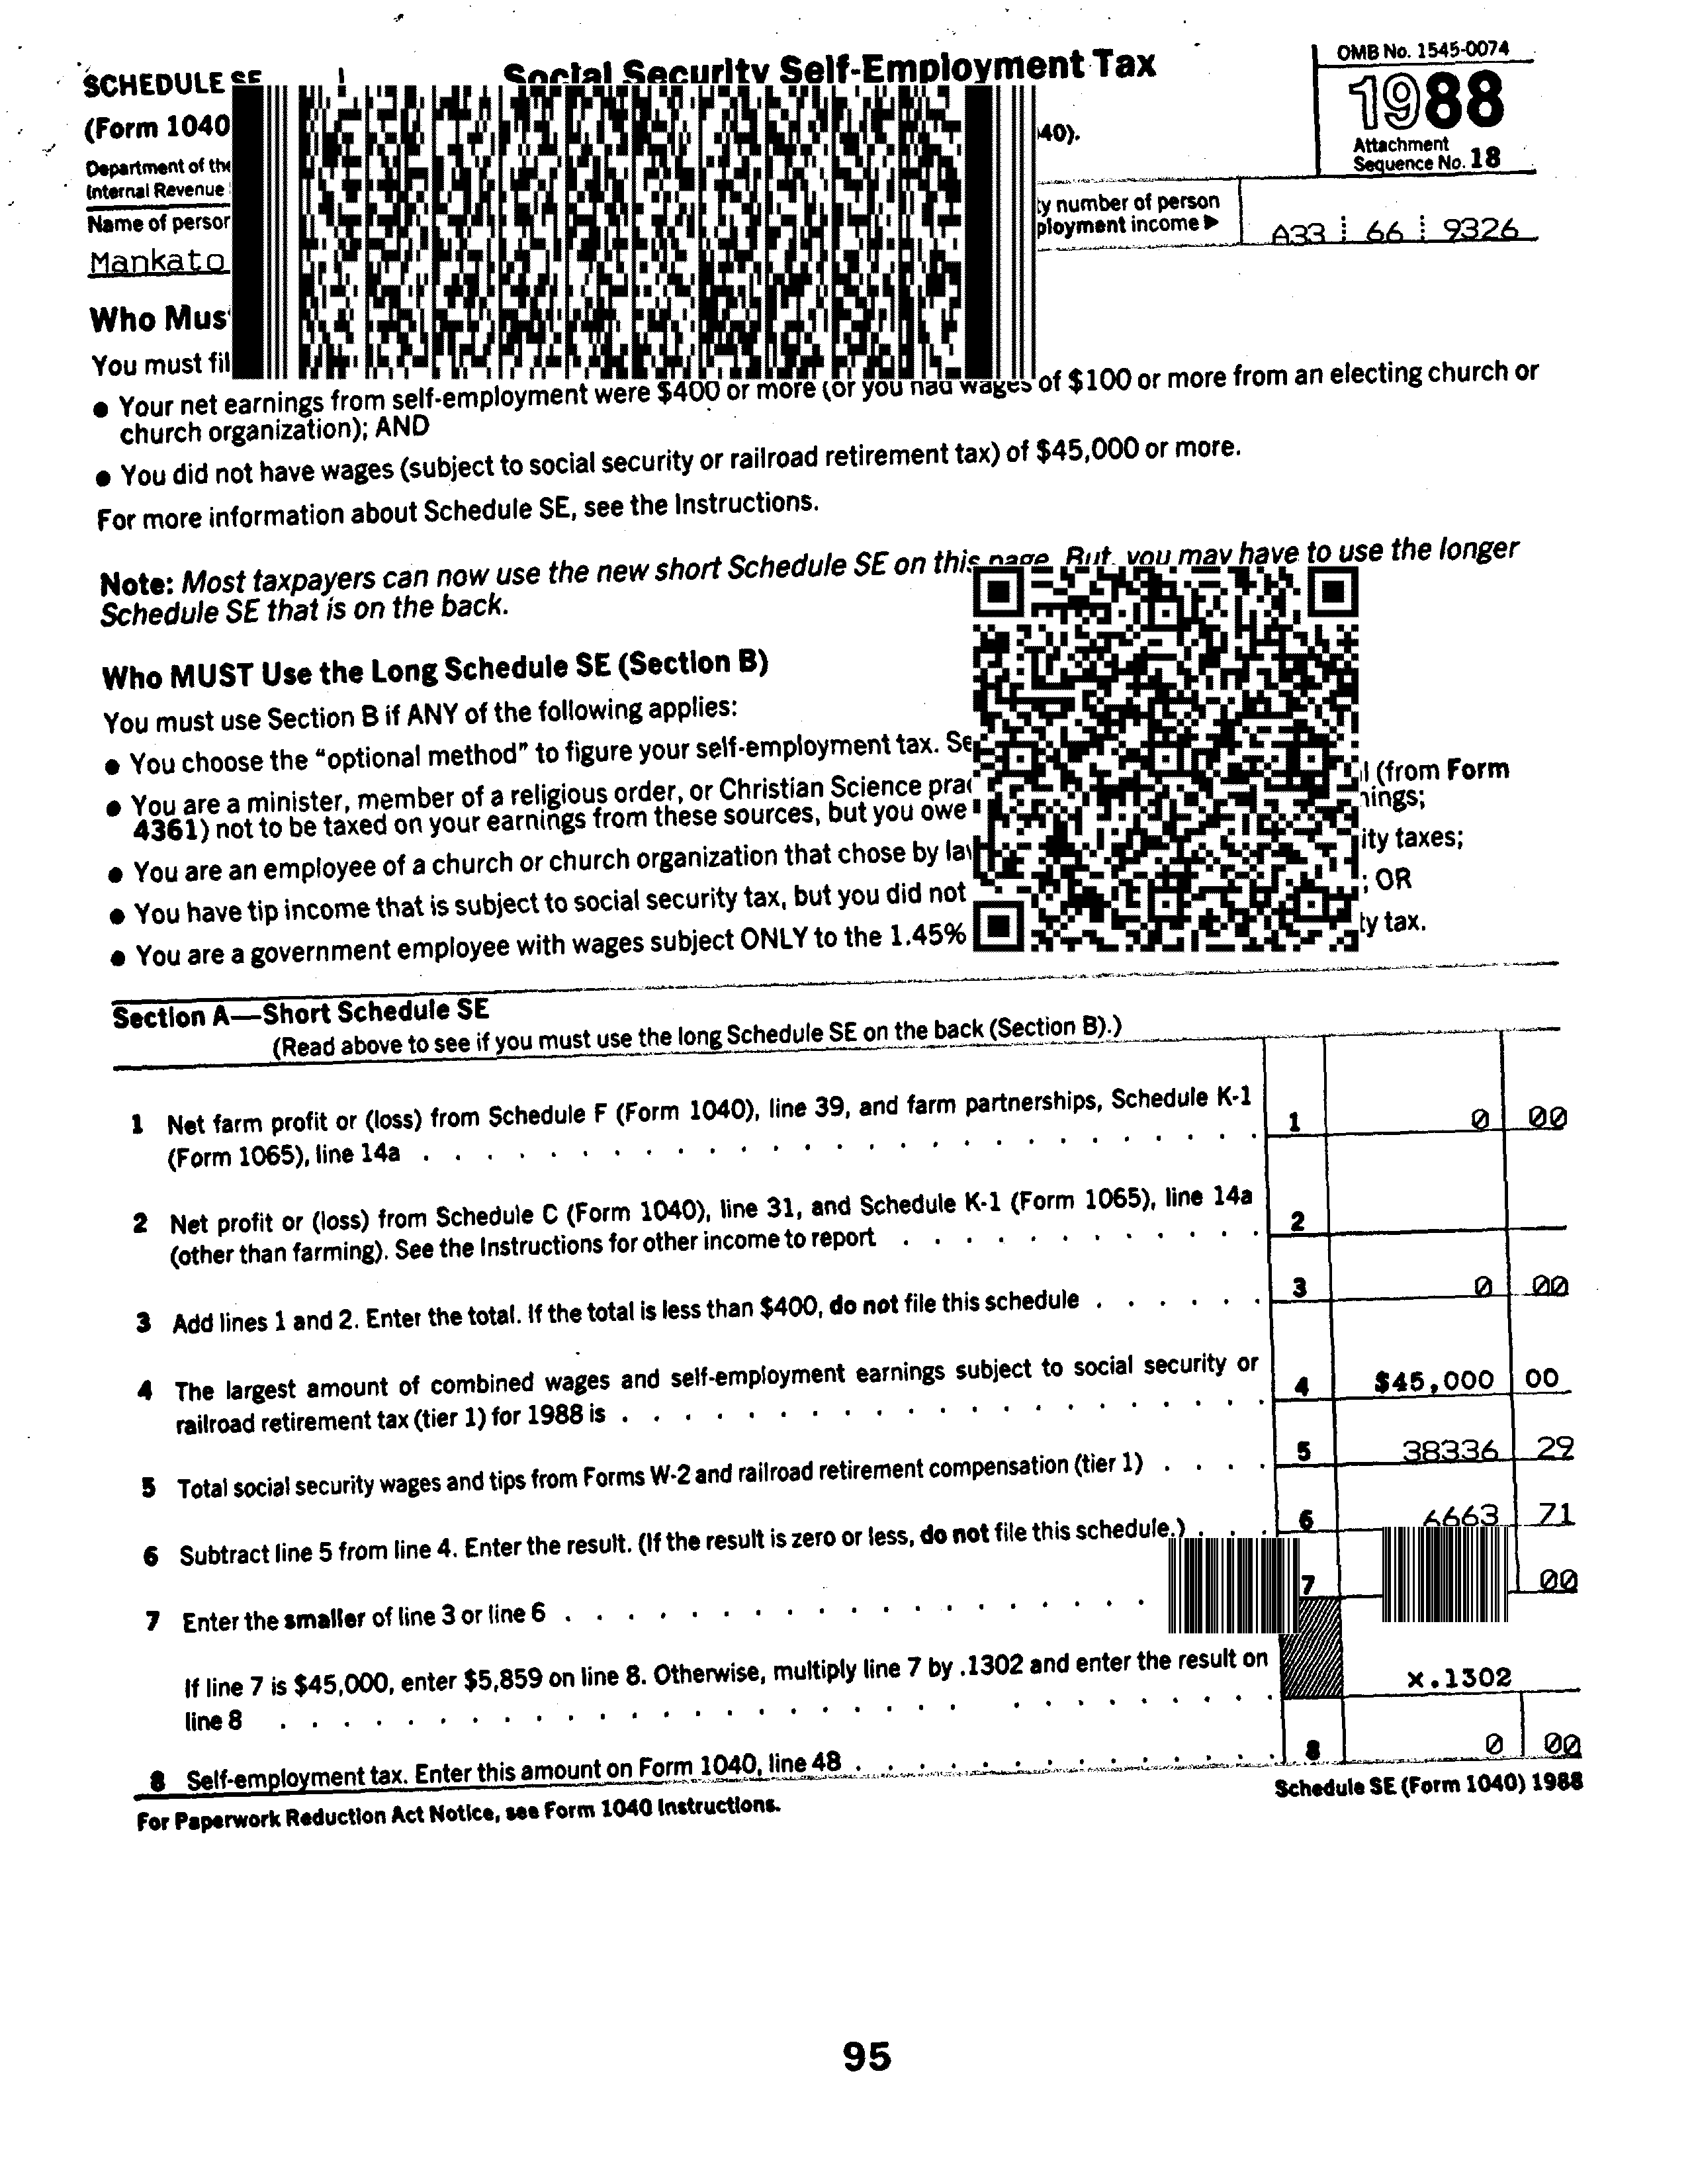 OMB No. 1545-0074
SCHEDULE SE
Social Security Self-Employment Tax
1988
(Form 1040
40).
Attachment
Sequence No. 18
Department of the
Internal Revenue
Name of person
ty number of person
ployment income ▶
A33 66 9326
Mankato
Who Must
You must fil
● Your net earnings from self-employment were $400 or more (or you had wages of $100 or more from an electing church or
church organization); AND
● You did not have wages (subject to social security or railroad retirement tax) of $45,000 or more.
For more information about Schedule SE, see the Instructions.
Note: Most taxpayers can now use the new short Schedule SE on this page. But, you may have to use the longer
Schedule SE that is on the back.
Who MUST Use the Long Schedule SE (Section B)
You must use Section B if ANY of the following applies:
● You choose the “optional method” to figure your self-employment tax. Se
● You are a minister, member of a religious order, or Christian Science prac l (from Form
4361) not to be taxed on your earnings from these sources, but you owe nings;
● You are an employee of a church or church organization that chose by law ity taxes;
● You have tip income that is subject to social security tax, but you did not ; OR
● You are a government employee with wages subject ONLY to the 1.45% ty tax.
Section A—Short Schedule SE
(Read above to see if you must use the long Schedule SE on the back (Section B).)
1 Net farm profit or (loss) from Schedule F (Form 1040), line 39, and farm partnerships, Schedule K-1
(Form 1065), line 14a . . . . . . . . . . . . . . . . . . . . . . . . . . . 1 0 00
2 Net profit or (loss) from Schedule C (Form 1040), line 31, and Schedule K-1 (Form 1065), line 14a
(other than farming). See the Instructions for other income to report . . . . . . . . . . . . 2
3 Add lines 1 and 2. Enter the total. If the total is less than $400, do not file this schedule . . . . . . 3 0 00
4 The largest amount of combined wages and self-employment earnings subject to social security or
railroad retirement tax (tier 1) for 1988 is . . . . . . . . . . . . . . . . . . . . . 4 $45,000 00
5 Total social security wages and tips from Forms W-2 and railroad retirement compensation (tier 1) . . . . 5 38336 29
6 Subtract line 5 from line 4. Enter the result. (If the result is zero or less, do not file this schedule.) . . . 6 6663 71
7 Enter the smaller of line 3 or line 6 . . . . . . . . . . . . . . . . . . . 7 00
If line 7 is $45,000, enter $5,859 on line 8. Otherwise, multiply line 7 by .1302 and enter the result on
line 8 . . . . . . . . . . . . . . . . . . . . . . . . . . . . . . . x.1302
8 Self-employment tax. Enter this amount on Form 1040, line 48 . . . . . . . . . . . . . . 8 0 00
For Paperwork Reduction Act Notice, see Form 1040 Instructions.
Schedule SE (Form 1040) 1988
95